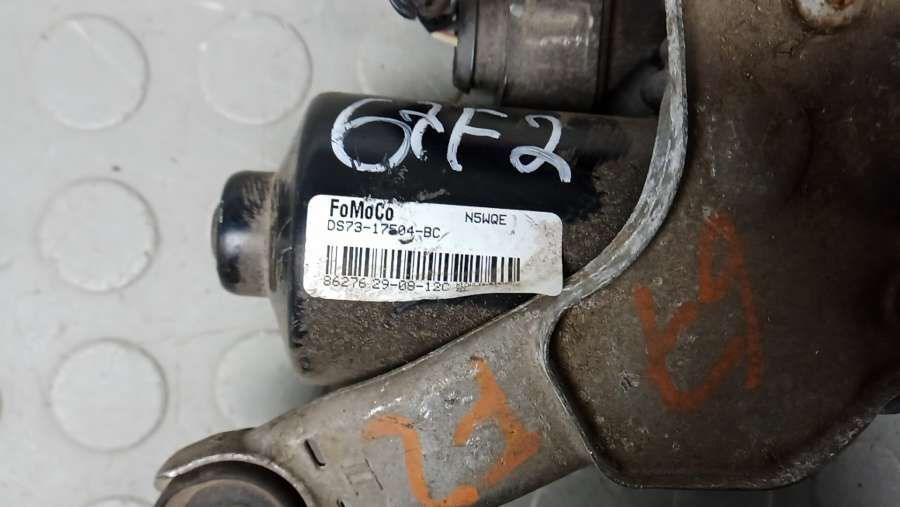 67F2
FoMoCo N5WQE
DS73-17504-BC
86276 29-08-12C